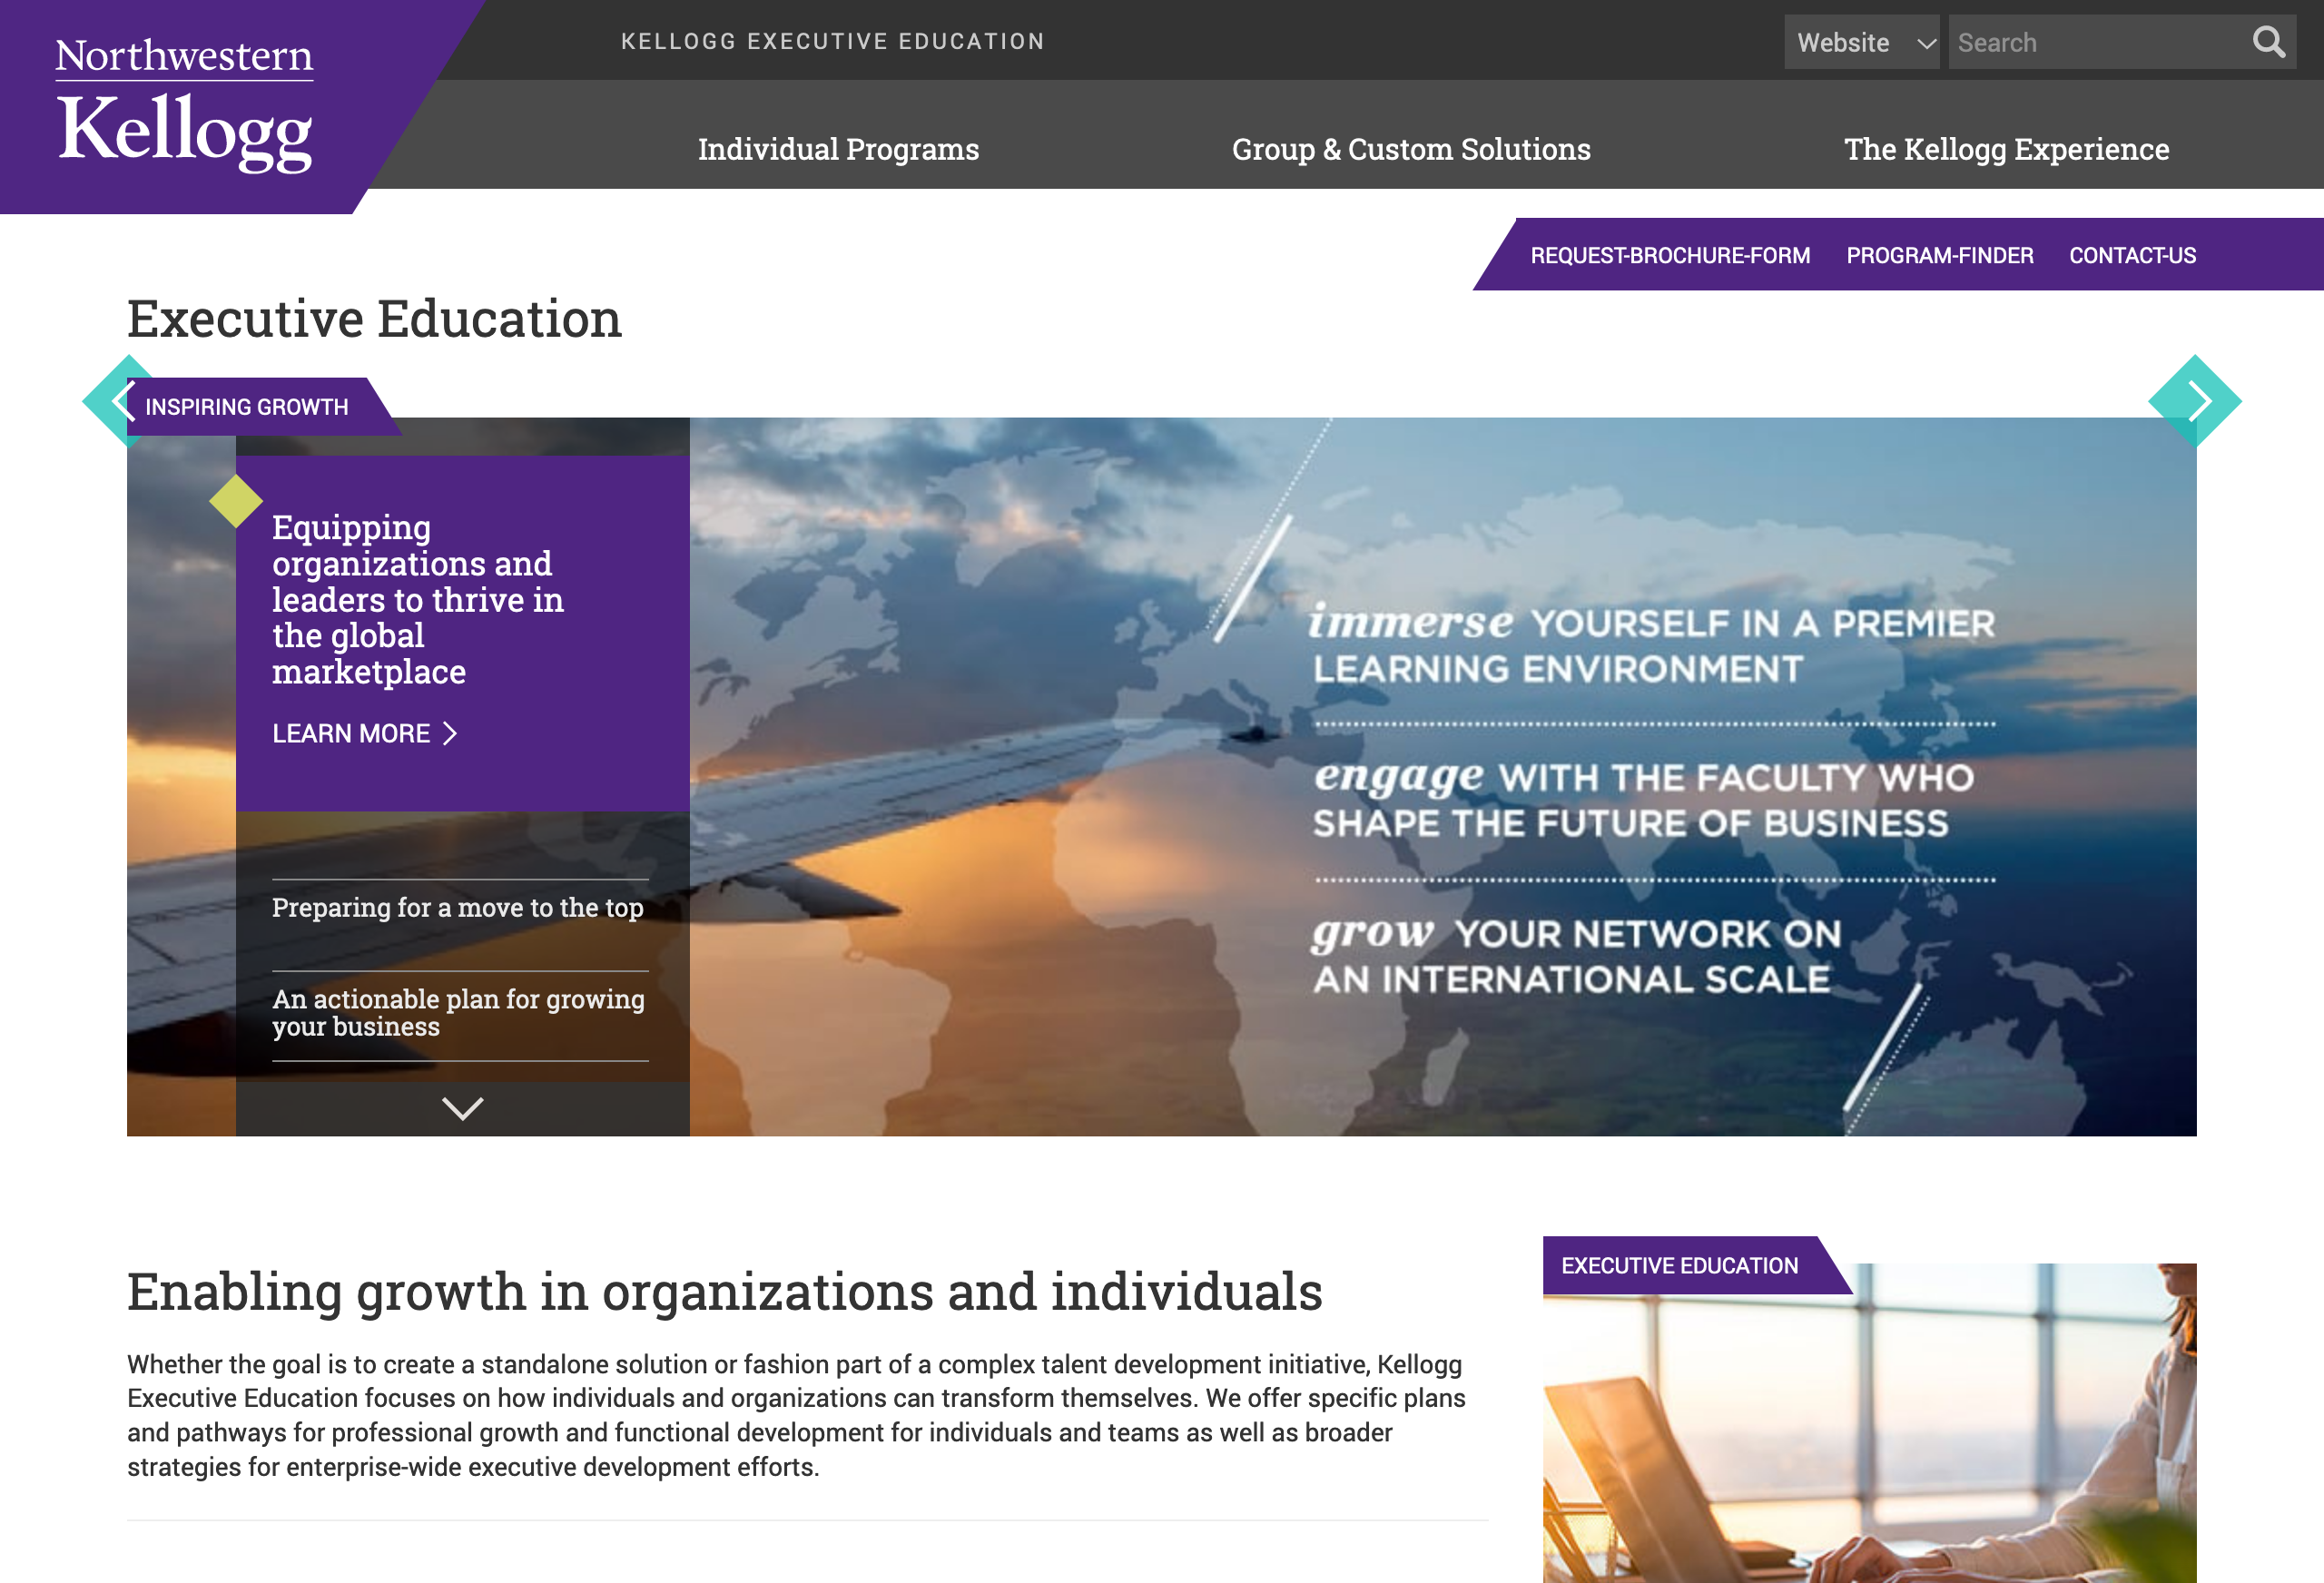 Northwestern
Kellogg
KELLOGG EXECUTIVE EDUCATION
Website
Search
Individual Programs
Group & Custom Solutions
The Kellogg Experience
REQUEST-BROCHURE-FORM
PROGRAM-FINDER
CONTACT-US
Executive Education
INSPIRING GROWTH
Equipping
organizations and
leaders to thrive in
the global
marketplace
LEARN MORE
Preparing for a move to the top
An actionable plan for growing
your business
immerse YOURSELF IN A PREMIER
LEARNING ENVIRONMENT
engage WITH THE FACULTY WHO
SHAPE THE FUTURE OF BUSINESS
grow YOUR NETWORK ON
AN INTERNATIONAL SCALE
Enabling growth in organizations and individuals
Whether the goal is to create a standalone solution or fashion part of a complex talent development initiative, Kellogg
Executive Education focuses on how individuals and organizations can transform themselves. We offer specific plans
and pathways for professional growth and functional development for individuals and teams as well as broader
strategies for enterprise-wide executive development efforts.
EXECUTIVE EDUCATION